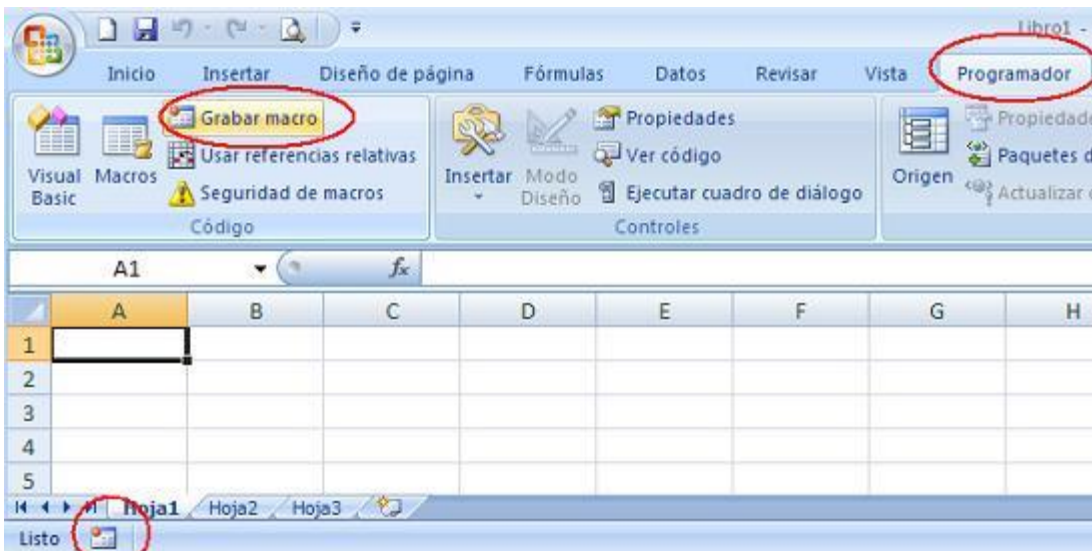 Libro1 -
Inicio Insertar Diseño de página Fórmulas Datos Revisar Vista Programador
Grabar macro Propiedades
Usar referencias relativas Ver código Paquetes
Visual Basic Macros Seguridad de macros Insertar Modo Diseño Ejecutar cuadro de diálogo Origen Actualizar
Código Controles
A1 fx
A B C D E F G H
1
2
3
4
5
Hoja1 Hoja2 Hoja3
Listo